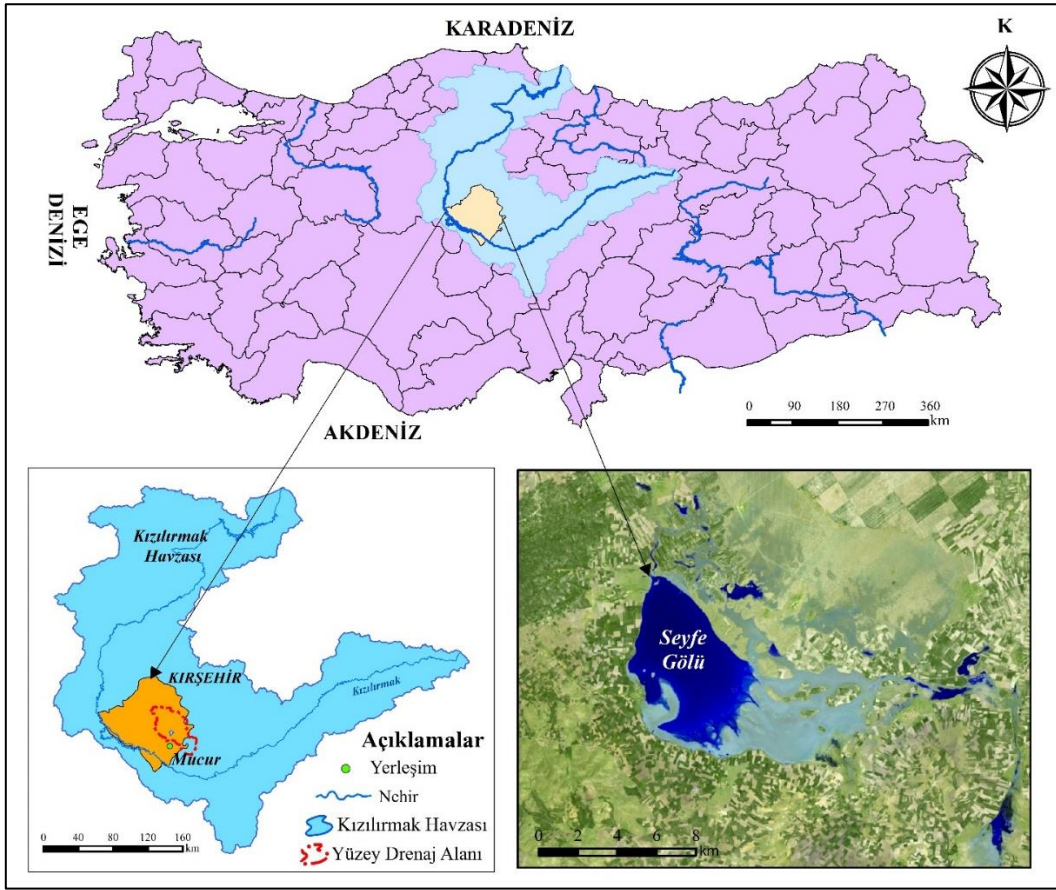 KARADENİZ
K
EGE
DENİZİ
AKDENİZ
0 90 180 270 360
km
Kızılırmak
Havzası
KIRŞEHİR
Kızılırmak
Mucur
Açıklamalar
Yerleşim
Nehir
Kızılırmak Havzası
Yüzey Drenaj Alanı
0 40 80 120 160
km
Seyfe
Gölü
0 2 4 6 8
km